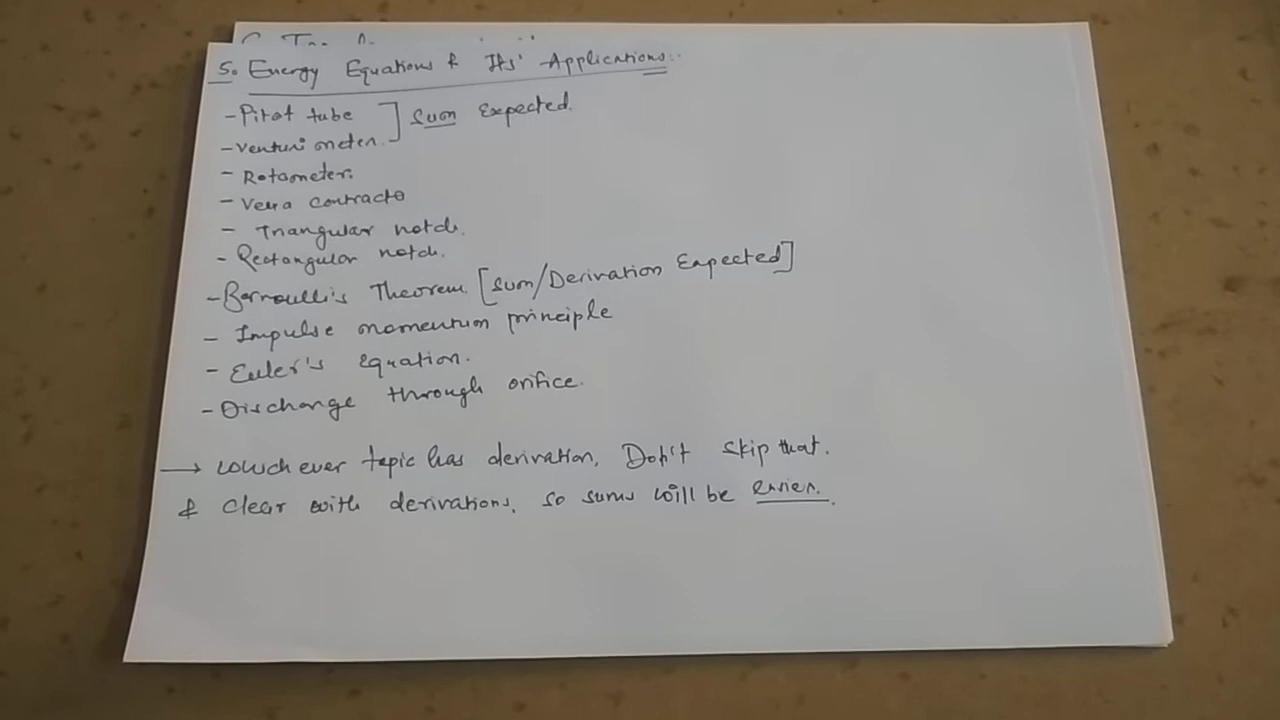 5. Energy Equations & Its' Applications:
- Pitot tube ] Sum Expected.
- Venturi meter.
- Rotameter.
- Vena contracta
- Triangular notch.
- Rectangular notch.
- Bernoulli's Theorem. [Sum/Derivation Expected]
- Impulse momentum principle
- Euler's Equation.
- Discharge through orifice.
→ Which ever topic has derivation, Don't skip that.
& clear with derivations, so sums will be easier.